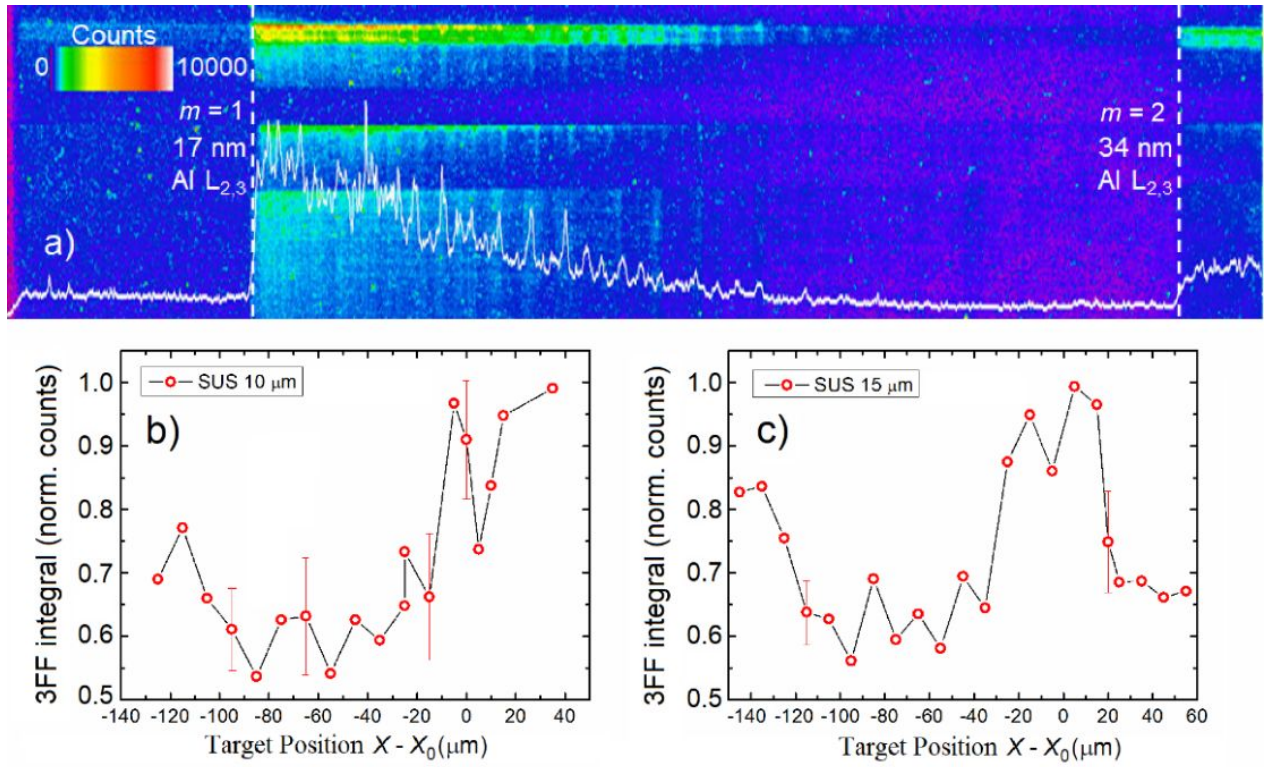 Counts
0 10000
m = 1
17 nm
Al L2,3
m = 2
34 nm
Al L2,3
a)
3FF integral (norm. counts)
1.0
0.9
0.8
0.7
0.6
0.5
SUS 10 μm
b)
-140 -120 -100 -80 -60 -40 -20 0 20 40
Target Position X - X0(μm)
3FF integral (norm. counts)
1.0
0.9
0.8
0.7
0.6
0.5
SUS 15 μm
c)
-140 -120 -100 -80 -60 -40 -20 0 20 40 60
Target Position X - X0(μm)